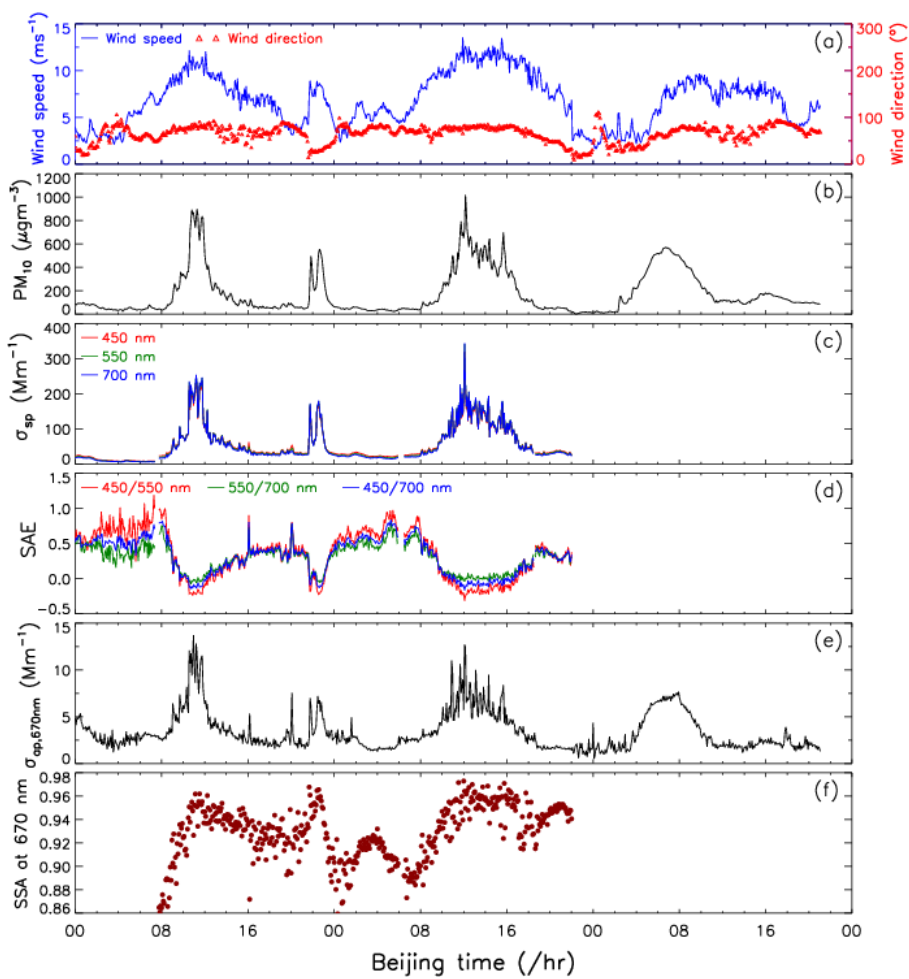 Wind speed Wind direction (a)
Wind speed (ms⁻¹)
15
10
5
0
Wind direction (°)
300
200
100
0
(b)
PM₁₀ (μgm⁻³)
1200
1000
800
600
400
200
0
(c)
450 nm
550 nm
700 nm
σsp (Mm⁻¹)
400
300
200
100
0
450/550 nm 550/700 nm 450/700 nm (d)
SAE
1.5
1.0
0.5
0.0
−0.5
(e)
σap,670nm (Mm⁻¹)
15
10
5
0
(f)
SSA at 670 nm
0.98
0.96
0.94
0.92
0.90
0.88
0.86
00 08 16 00 08 16 00 08 16 00
Beijing time (/hr)